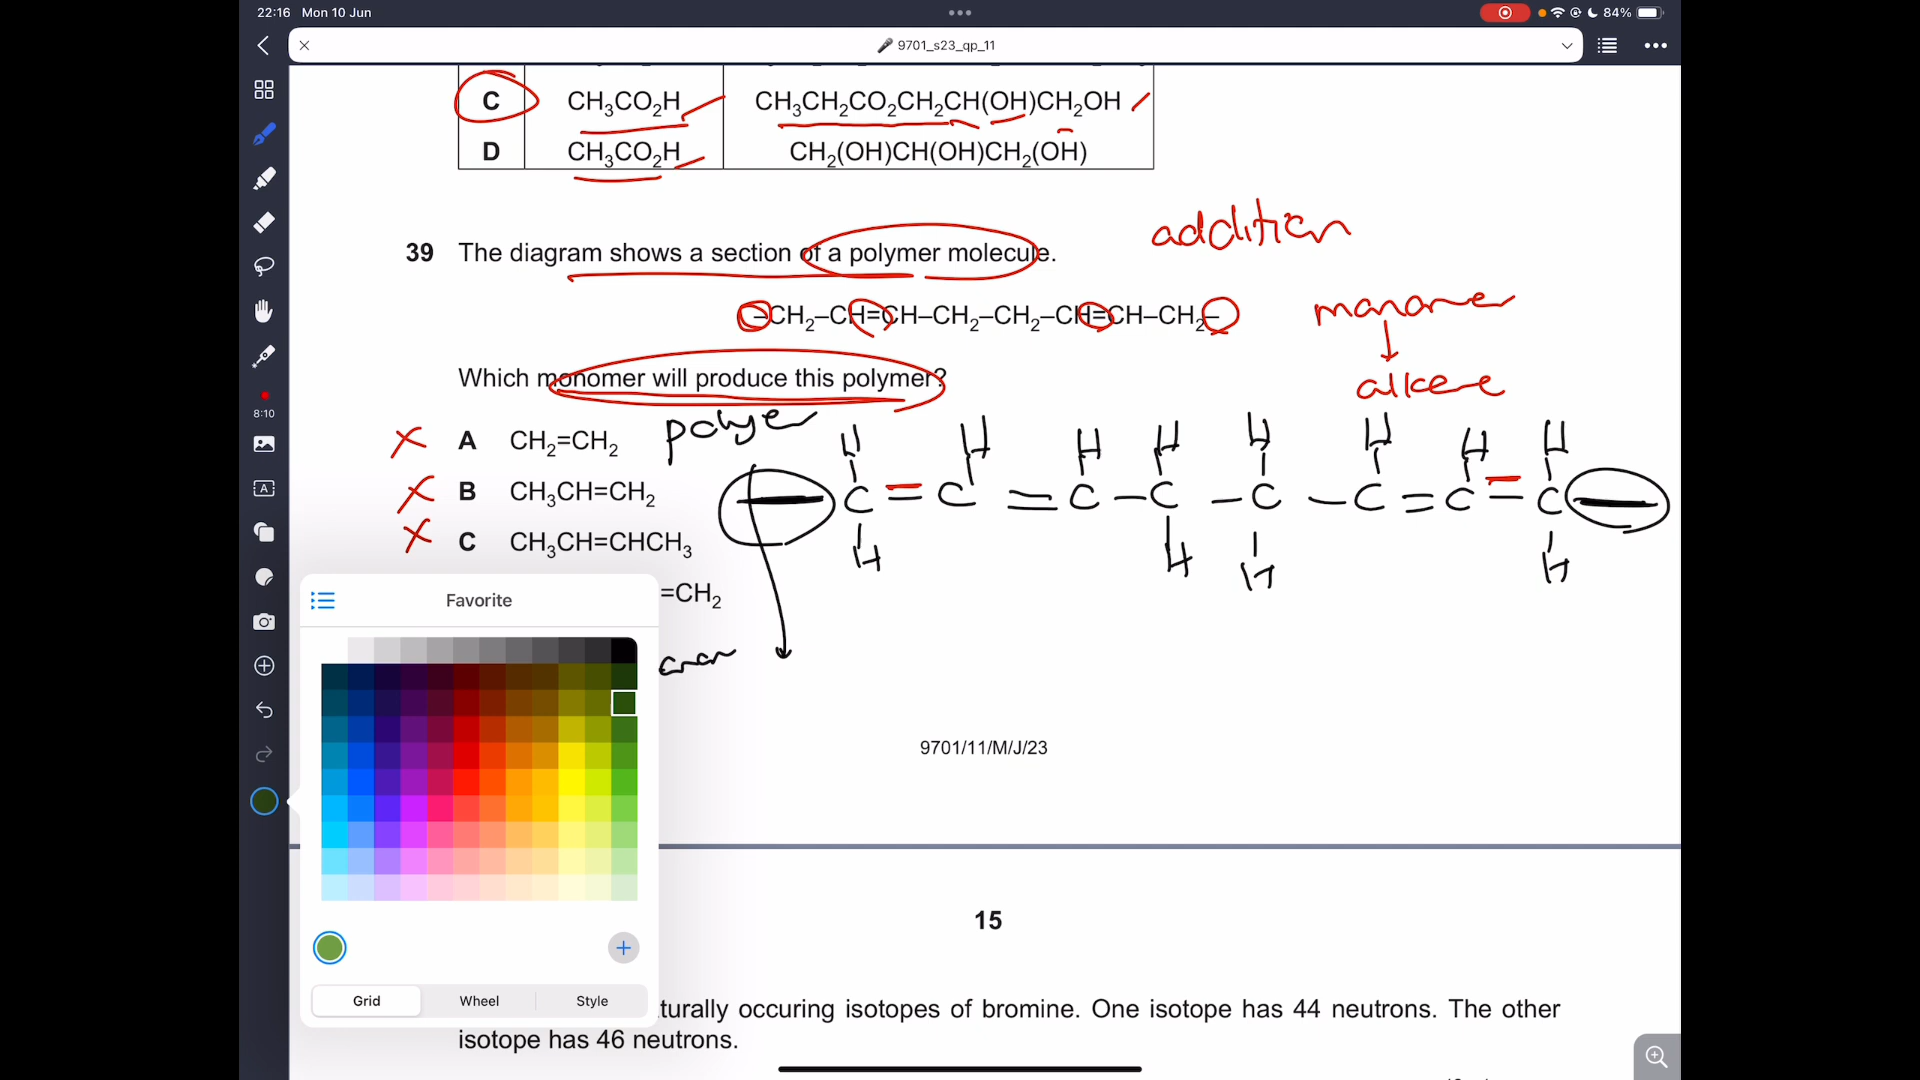 22:16 Mon 10 Jun
84%
9701_s23_qp_11
C CH₃CO₂H CH₃CH₂CO₂CH₂CH(OH)CH₂OH
D CH₃CO₂H CH₂(OH)CH(OH)CH₂(OH)
addition
39 The diagram shows a section of a polymer molecule.
–CH₂–CH=CH–CH₂–CH₂–CH=CH–CH₂–
monomer
alkene
Which monomer will produce this polymer?
A CH₂=CH₂
B CH₃CH=CH₂
C CH₃CH=CHCH₃
=CH₂
H H H H H H H H
C = C = C – C – C – C = C = C
H H H H
8:10
Favorite
9701/11/M/J/23
15
Grid Wheel Style
turally occuring isotopes of bromine. One isotope has 44 neutrons. The other
isotope has 46 neutrons.